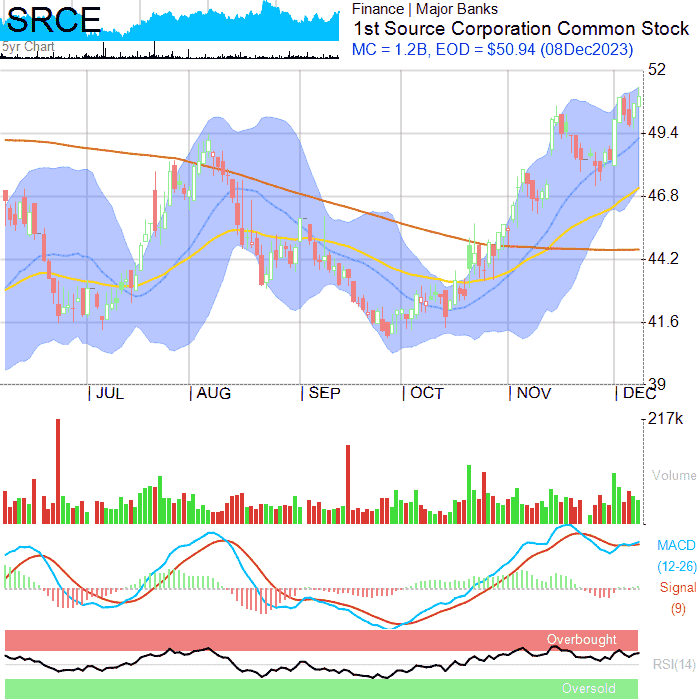 SRCE
5yr Chart
Finance | Major Banks
1st Source Corporation Common Stock
MC = 1.2B, EOD = $50.94 (08Dec2023)
52
49.4
46.8
44.2
41.6
39
JUL AUG SEP OCT NOV DEC
217k
Volume
MACD
(12-26)
Signal
(9)
Overbought
RSI(14)
Oversold